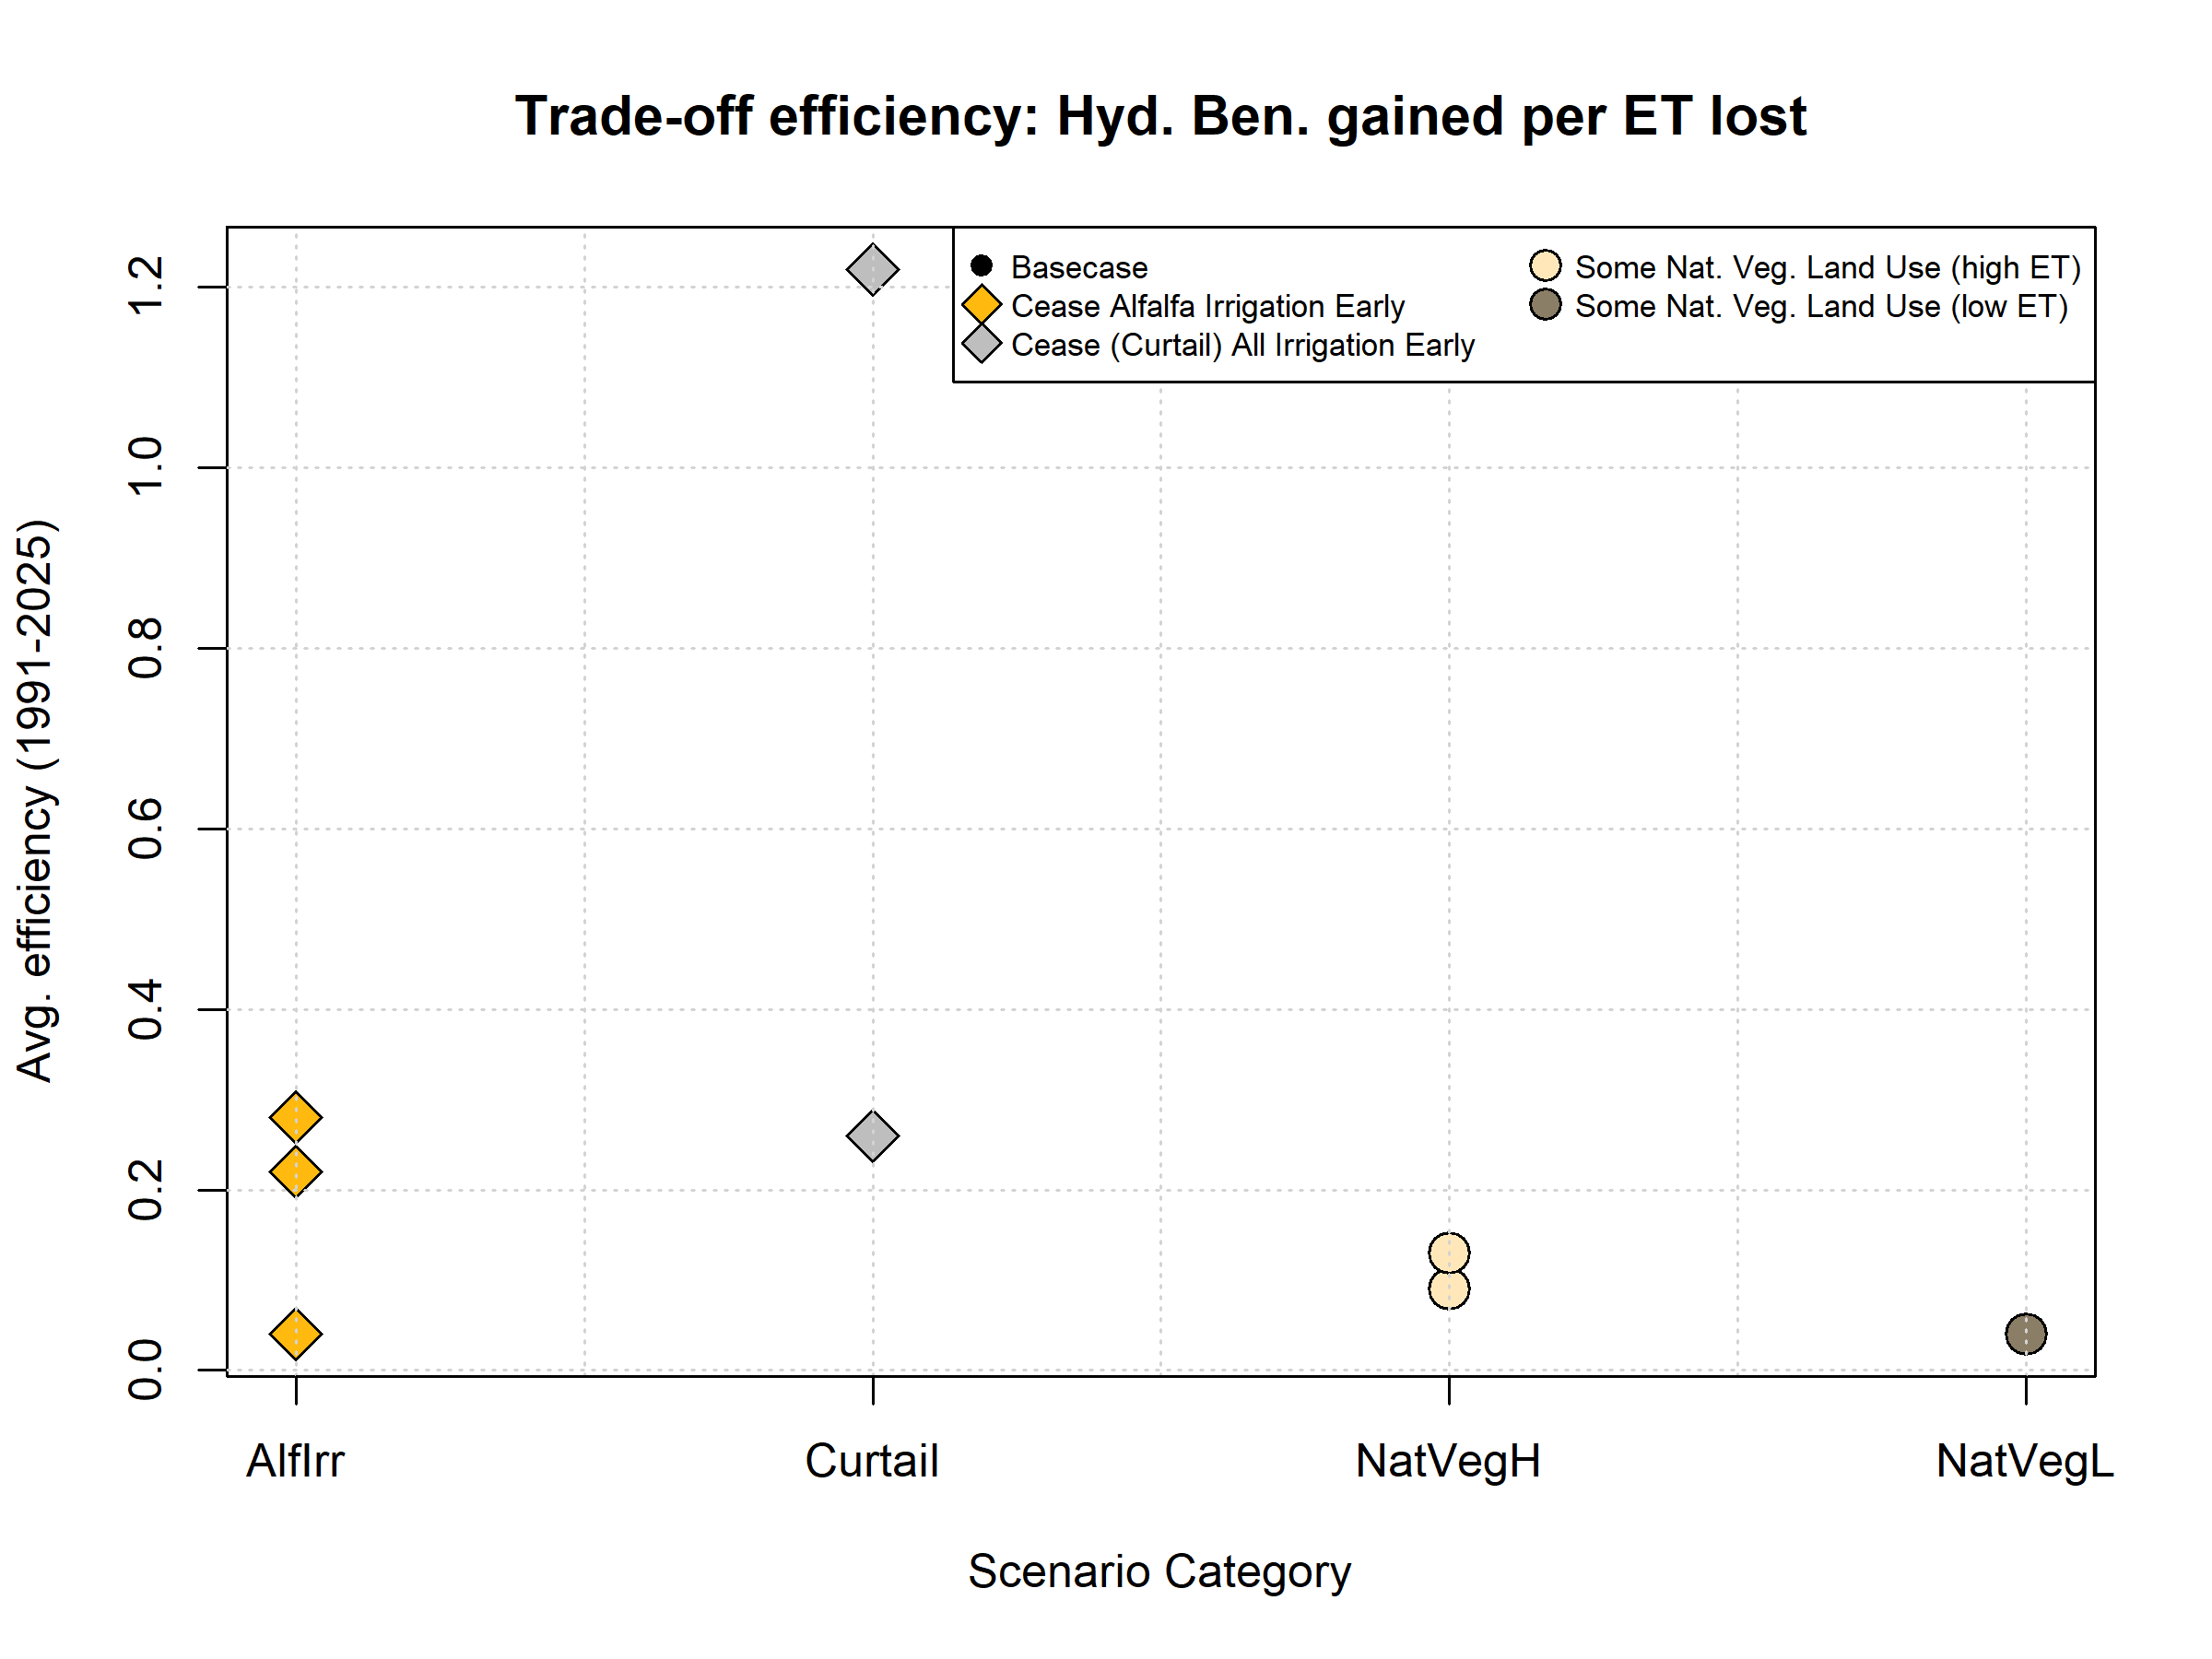 Trade-off efficiency: Hyd. Ben. gained per ET lost
Basecase
Cease Alfalfa Irrigation Early
Cease (Curtail) All Irrigation Early
Some Nat. Veg. Land Use (high ET)
Some Nat. Veg. Land Use (low ET)
Avg. efficiency (1991-2025)
1.2
1.0
0.8
0.6
0.4
0.2
0.0
AlfIrr
Curtail
NatVegH
NatVegL
Scenario Category